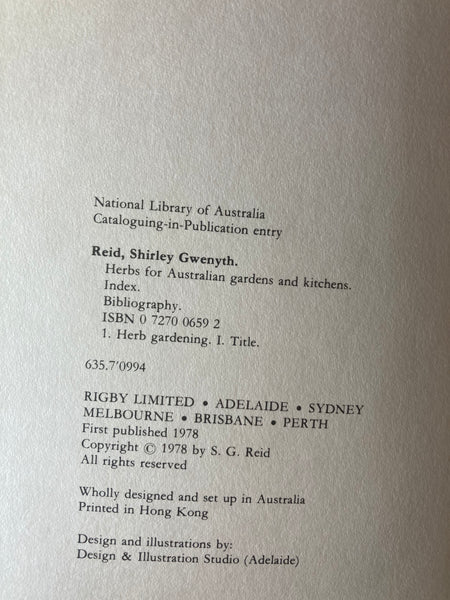 National Library of Australia
Cataloguing-in-Publication entry
Reid, Shirley Gwenyth.
Herbs for Australian gardens and kitchens.
Index.
Bibliography.
ISBN 0 7270 0659 2
1. Herb gardening. I. Title.
635.7'0994
RIGBY LIMITED • ADELAIDE • SYDNEY
MELBOURNE • BRISBANE • PERTH
First published 1978
Copyright © 1978 by S. G. Reid
All rights reserved
Wholly designed and set up in Australia
Printed in Hong Kong
Design and illustrations by:
Design & Illustration Studio (Adelaide)